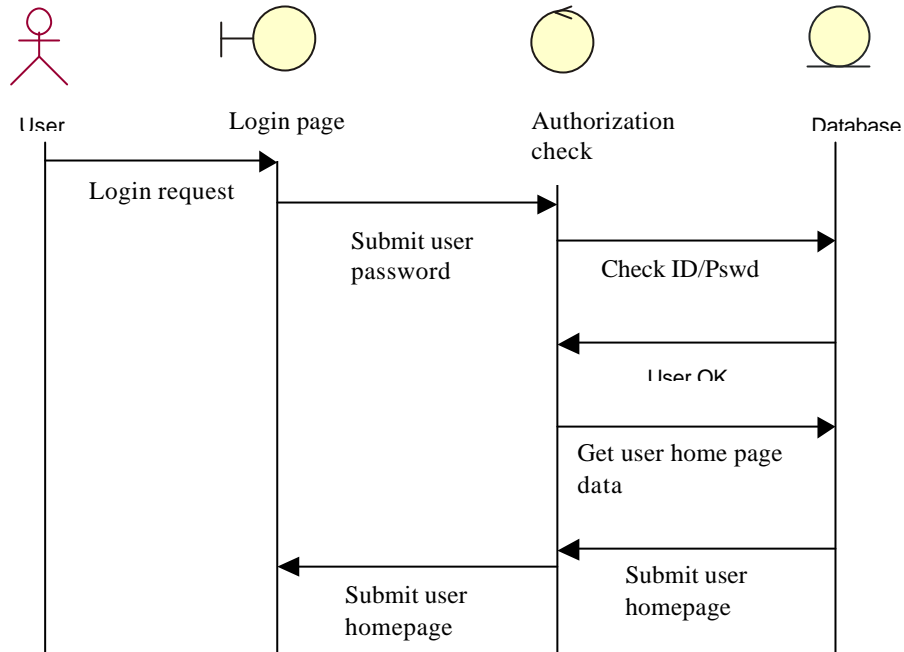 User
Login page
Authorization
check
Database
Login request
Submit user
password
Check ID/Pswd
User OK
Get user home page
data
Submit user
homepage
Submit user
homepage